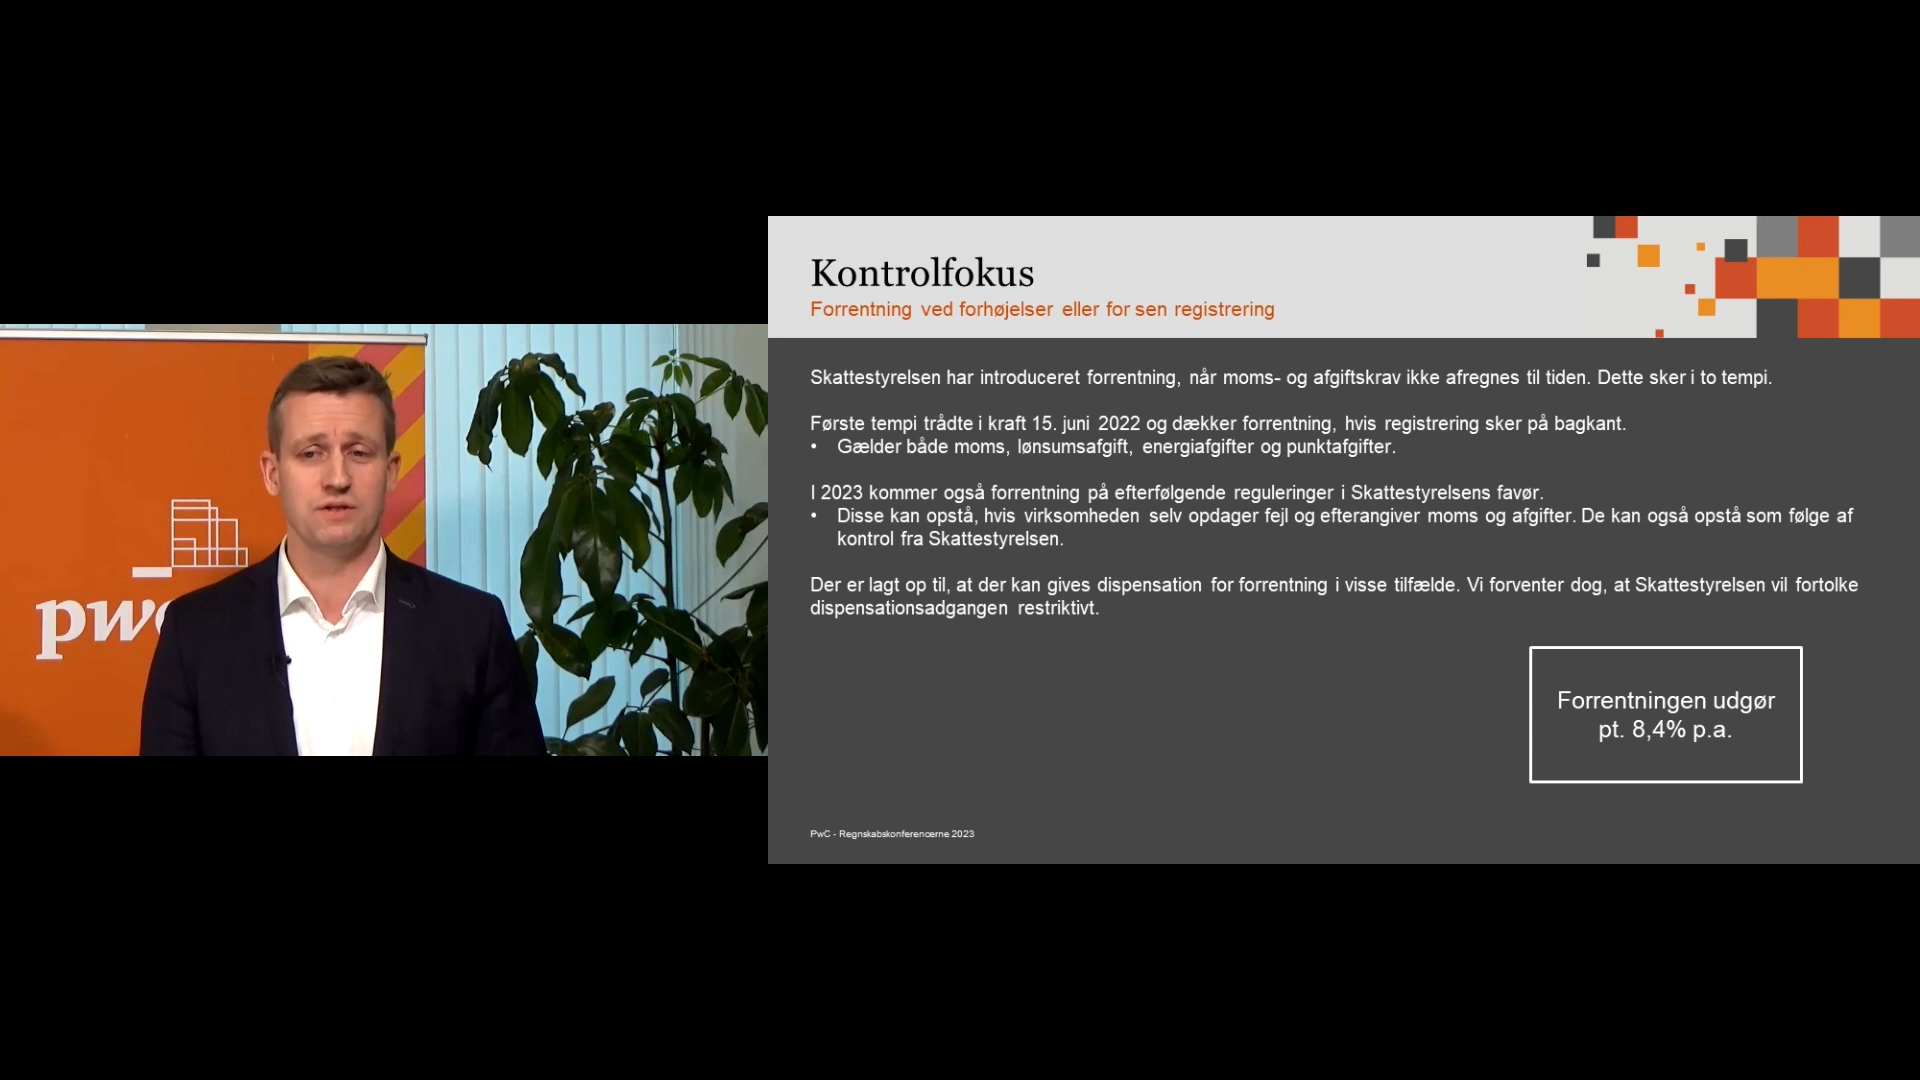 pwc
Kontrolfokus
Forrentning ved forhøjelser eller for sen registrering
Skattestyrelsen har introduceret forrentning, når moms- og afgiftskrav ikke afregnes til tiden. Dette sker i to tempi.
Første tempi trådte i kraft 15. juni 2022 og dækker forrentning, hvis registrering sker på bagkant.
• Gælder både moms, lønsumsafgift, energiafgifter og punktafgifter.
I 2023 kommer også forrentning på efterfølgende reguleringer i Skattestyrelsens favør.
• Disse kan opstå, hvis virksomheden selv opdager fejl og efterangiver moms og afgifter. De kan også opstå som følge af
kontrol fra Skattestyrelsen.
Der er lagt op til, at der kan gives dispensation for forrentning i visse tilfælde. Vi forventer dog, at Skattestyrelsen vil fortolke
dispensationsadgangen restriktivt.
Forrentningen udgør
pt. 8,4% p.a.
PwC - Regnskabskonferencerne 2023